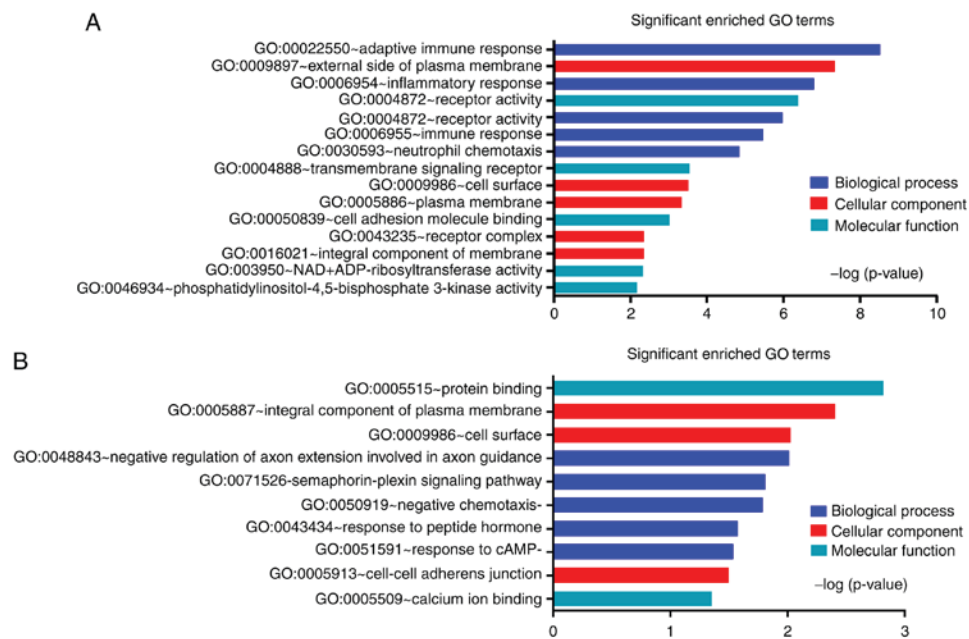 A
Significant enriched GO terms
GO:00022550~adaptive immune response
GO:0009897~external side of plasma membrane
GO:0006954~inflammatory response
GO:0004872~receptor activity
GO:0004872~receptor activity
GO:0006955~immune response
GO:0030593~neutrophil chemotaxis
GO:0004888~transmembrane signaling receptor
GO:0009986~cell surface
GO:0005886~plasma membrane
GO:00050839~cell adhesion molecule binding
GO:0043235~receptor complex
GO:0016021~integral component of membrane
GO:003950~NAD+ADP-ribosyltransferase activity
GO:0046934~phosphatidylinositol-4,5-bisphosphate 3-kinase activity
Biological process
Cellular component
Molecular function
–log (p-value)
0 2 4 6 8 10
B
Significant enriched GO terms
GO:0005515~protein binding
GO:0005887~integral component of plasma membrane
GO:0009986~cell surface
GO:0048843~negative regulation of axon extension involved in axon guidance
GO:0071526-semaphorin-plexin signaling pathway
GO:0050919~negative chemotaxis-
GO:0043434~response to peptide hormone
GO:0051591~response to cAMP-
GO:0005913~cell-cell adherens junction
GO:0005509~calcium ion binding
Biological process
Cellular component
Molecular function
–log (p-value)
0 1 2 3